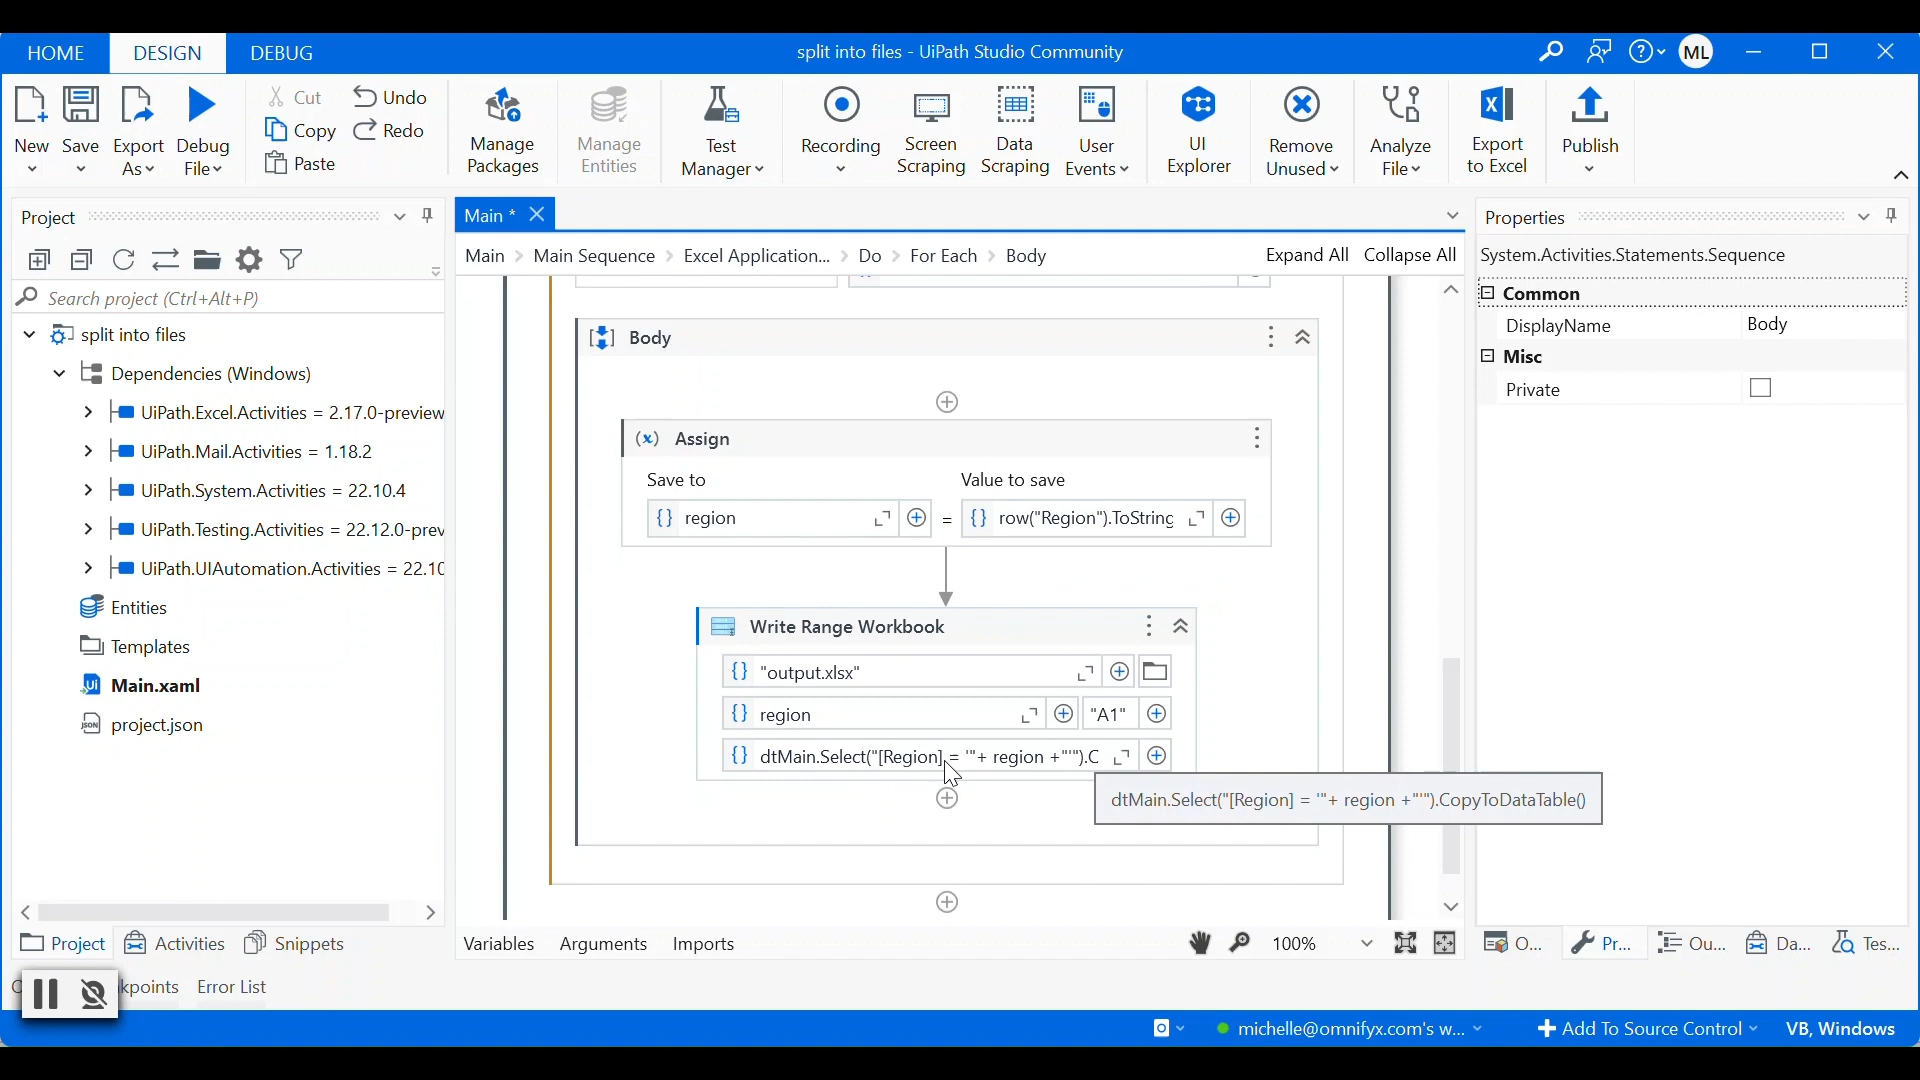 HOME DESIGN DEBUG split into files - UiPath Studio Community ML
New Save Export As Debug File Cut Copy Paste Undo Redo Manage Packages Manage Entities Test Manager Recording Screen Scraping Data Scraping User Events UI Explorer Remove Unused Analyze File Export to Excel Publish
Project
Search project (Ctrl+Alt+P)
split into files
Dependencies (Windows)
UiPath.Excel.Activities = 2.17.0-preview
UiPath.Mail.Activities = 1.18.2
UiPath.System.Activities = 22.10.4
UiPath.Testing.Activities = 22.12.0-prev
UiPath.UIAutomation.Activities = 22.10
Entities
Templates
Main.xaml
project.json
Project Activities Snippets
Main *
Main Main Sequence Excel Application... Do For Each Body Expand All Collapse All
Body
Assign
Save to Value to save
region = row("Region").ToString
Write Range Workbook
"output.xlsx"
region "A1"
dtMain.Select("[Region] = '"+ region +"'").C
dtMain.Select("[Region] = '"+ region +"'").CopyToDataTable()
Variables Arguments Imports 100%
Properties
System.Activities.Statements.Sequence
Common
DisplayName Body
Misc
Private
O... Pr... Ou... Da... Tes...
kpoints Error List
michelle@omnifyx.com's w... Add To Source Control VB, Windows